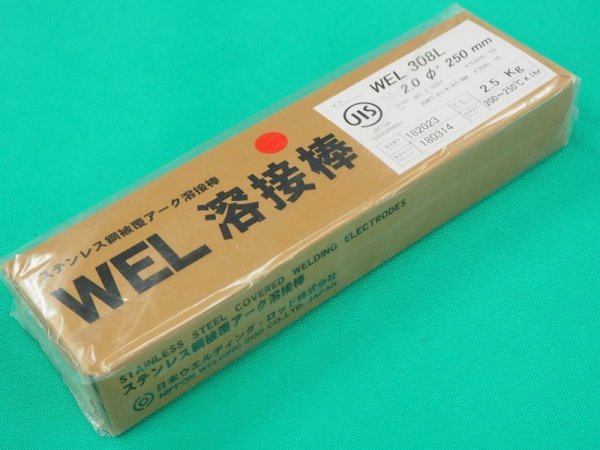 WEL 308L
2.0 φ × 250 mm
JIS
2.5 Kg
200~250°C × 1hr
182023
180314
ステンレス鋼被覆アーク溶接棒
WEL 溶接棒
STAINLESS STEEL COVERED WELDING ELECTRODES
ステンレス鋼被覆アーク溶接棒
日本ウエルディング・ロッド株式会社
NIPPON WELDING ROD CO.,LTD. JAPAN